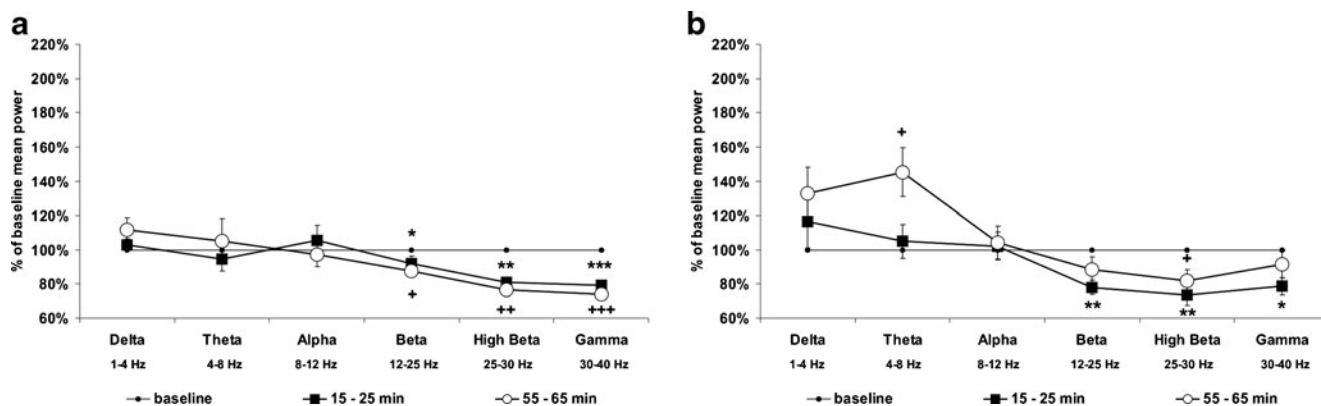 a
220%
200%
180%
160%
140%
120%
100%
80%
60%
% of baseline mean power
*
**
***
+
++
+++
Delta Theta Alpha Beta High Beta Gamma
1-4 Hz 4-8 Hz 8-12 Hz 12-25 Hz 25-30 Hz 30-40 Hz
baseline 15 - 25 min 55 - 65 min
b
220%
200%
180%
160%
140%
120%
100%
80%
60%
% of baseline mean power
+
+
**
**
*
Delta Theta Alpha Beta High Beta Gamma
1-4 Hz 4-8 Hz 8-12 Hz 12-25 Hz 25-30 Hz 30-40 Hz
baseline 15 - 25 min 55 - 65 min